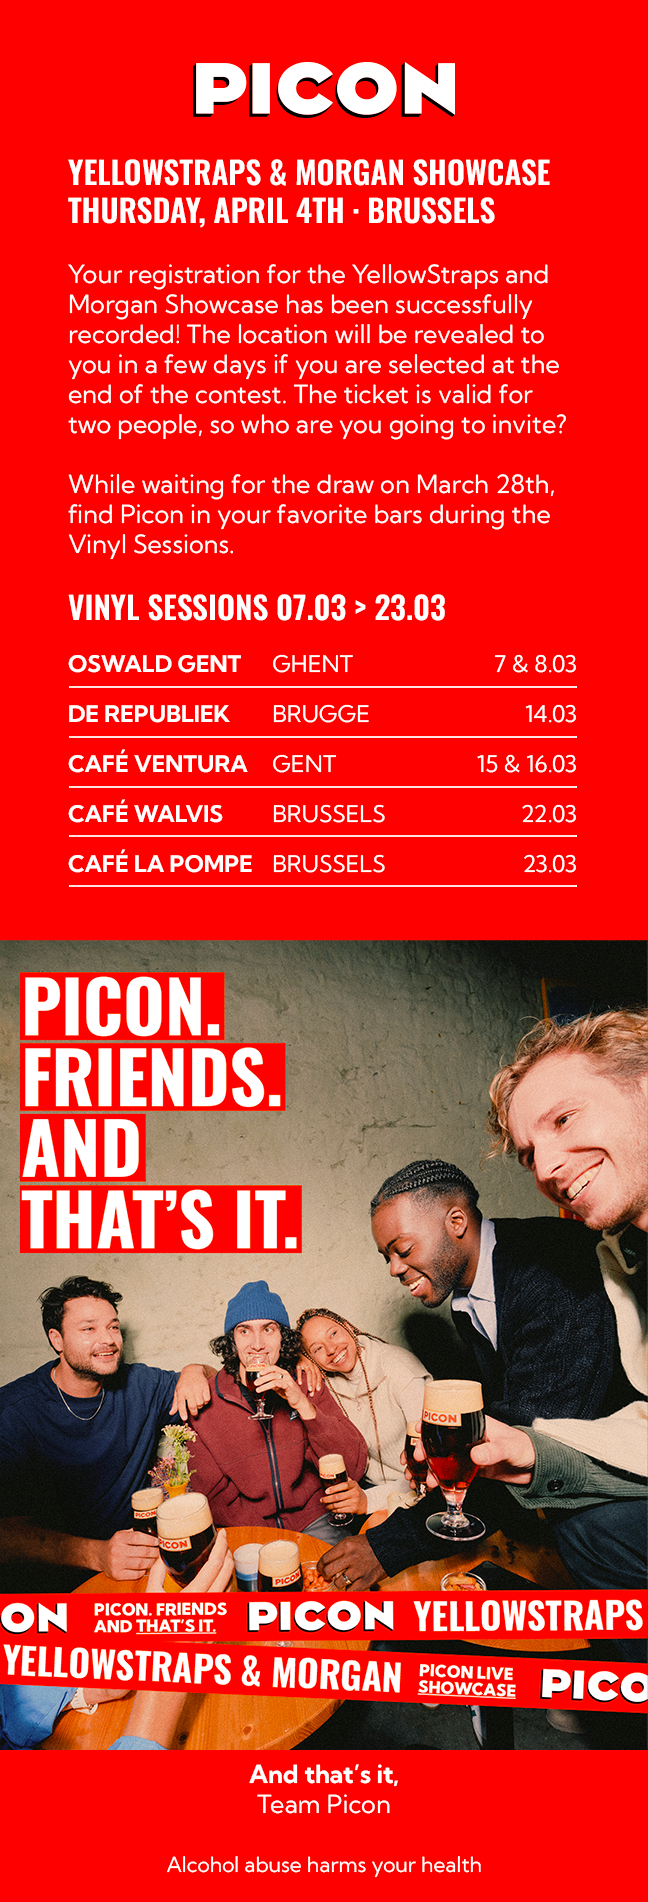 PICON
YELLOWSTRAPS & MORGAN SHOWCASE
THURSDAY, APRIL 4TH · BRUSSELS
Your registration for the YellowStraps and
Morgan Showcase has been successfully
recorded! The location will be revealed to
you in a few days if you are selected at the
end of the contest. The ticket is valid for
two people, so who are you going to invite?
While waiting for the draw on March 28th,
find Picon in your favorite bars during the
Vinyl Sessions.
VINYL SESSIONS 07.03 > 23.03
OSWALD GENT GHENT 7 & 8.03
DE REPUBLIEK BRUGGE 14.03
CAFÉ VENTURA GENT 15 & 16.03
CAFÉ WALVIS BRUSSELS 22.03
CAFÉ LA POMPE BRUSSELS 23.03
PICON.
FRIENDS.
AND
THAT'S IT.
PICON
PICON
PICON
PICON
ON PICON. FRIENDS AND THAT'S IT. PICON YELLOWSTRAPS
YELLOWSTRAPS & MORGAN PICON LIVE SHOWCASE PICO
And that's it,
Team Picon
Alcohol abuse harms your health